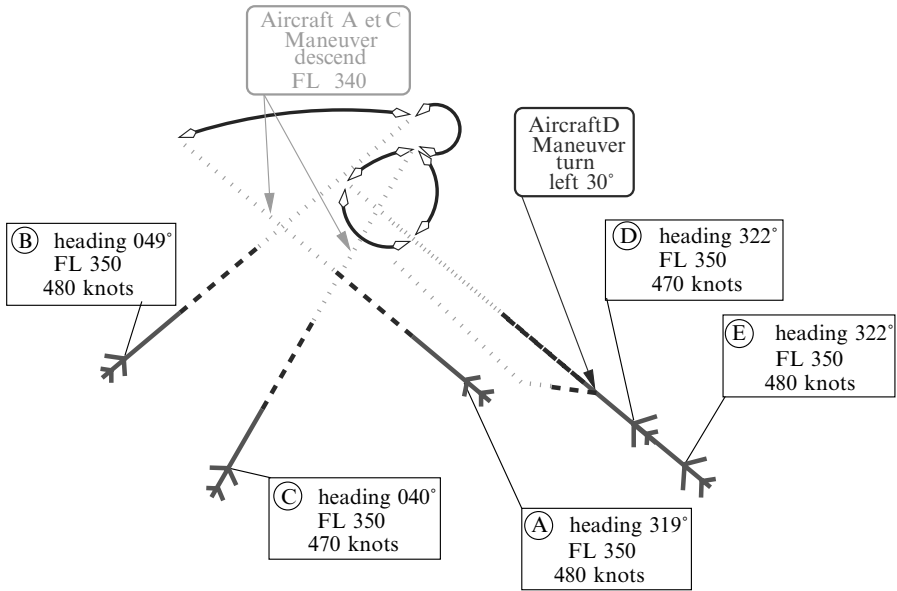 Aircraft A et C
Maneuver
descend
FL 340
AircraftD
Maneuver
turn
left 30°
B heading 049°
FL 350
480 knots
D heading 322°
FL 350
470 knots
E heading 322°
FL 350
480 knots
C heading 040°
FL 350
470 knots
A heading 319°
FL 350
480 knots